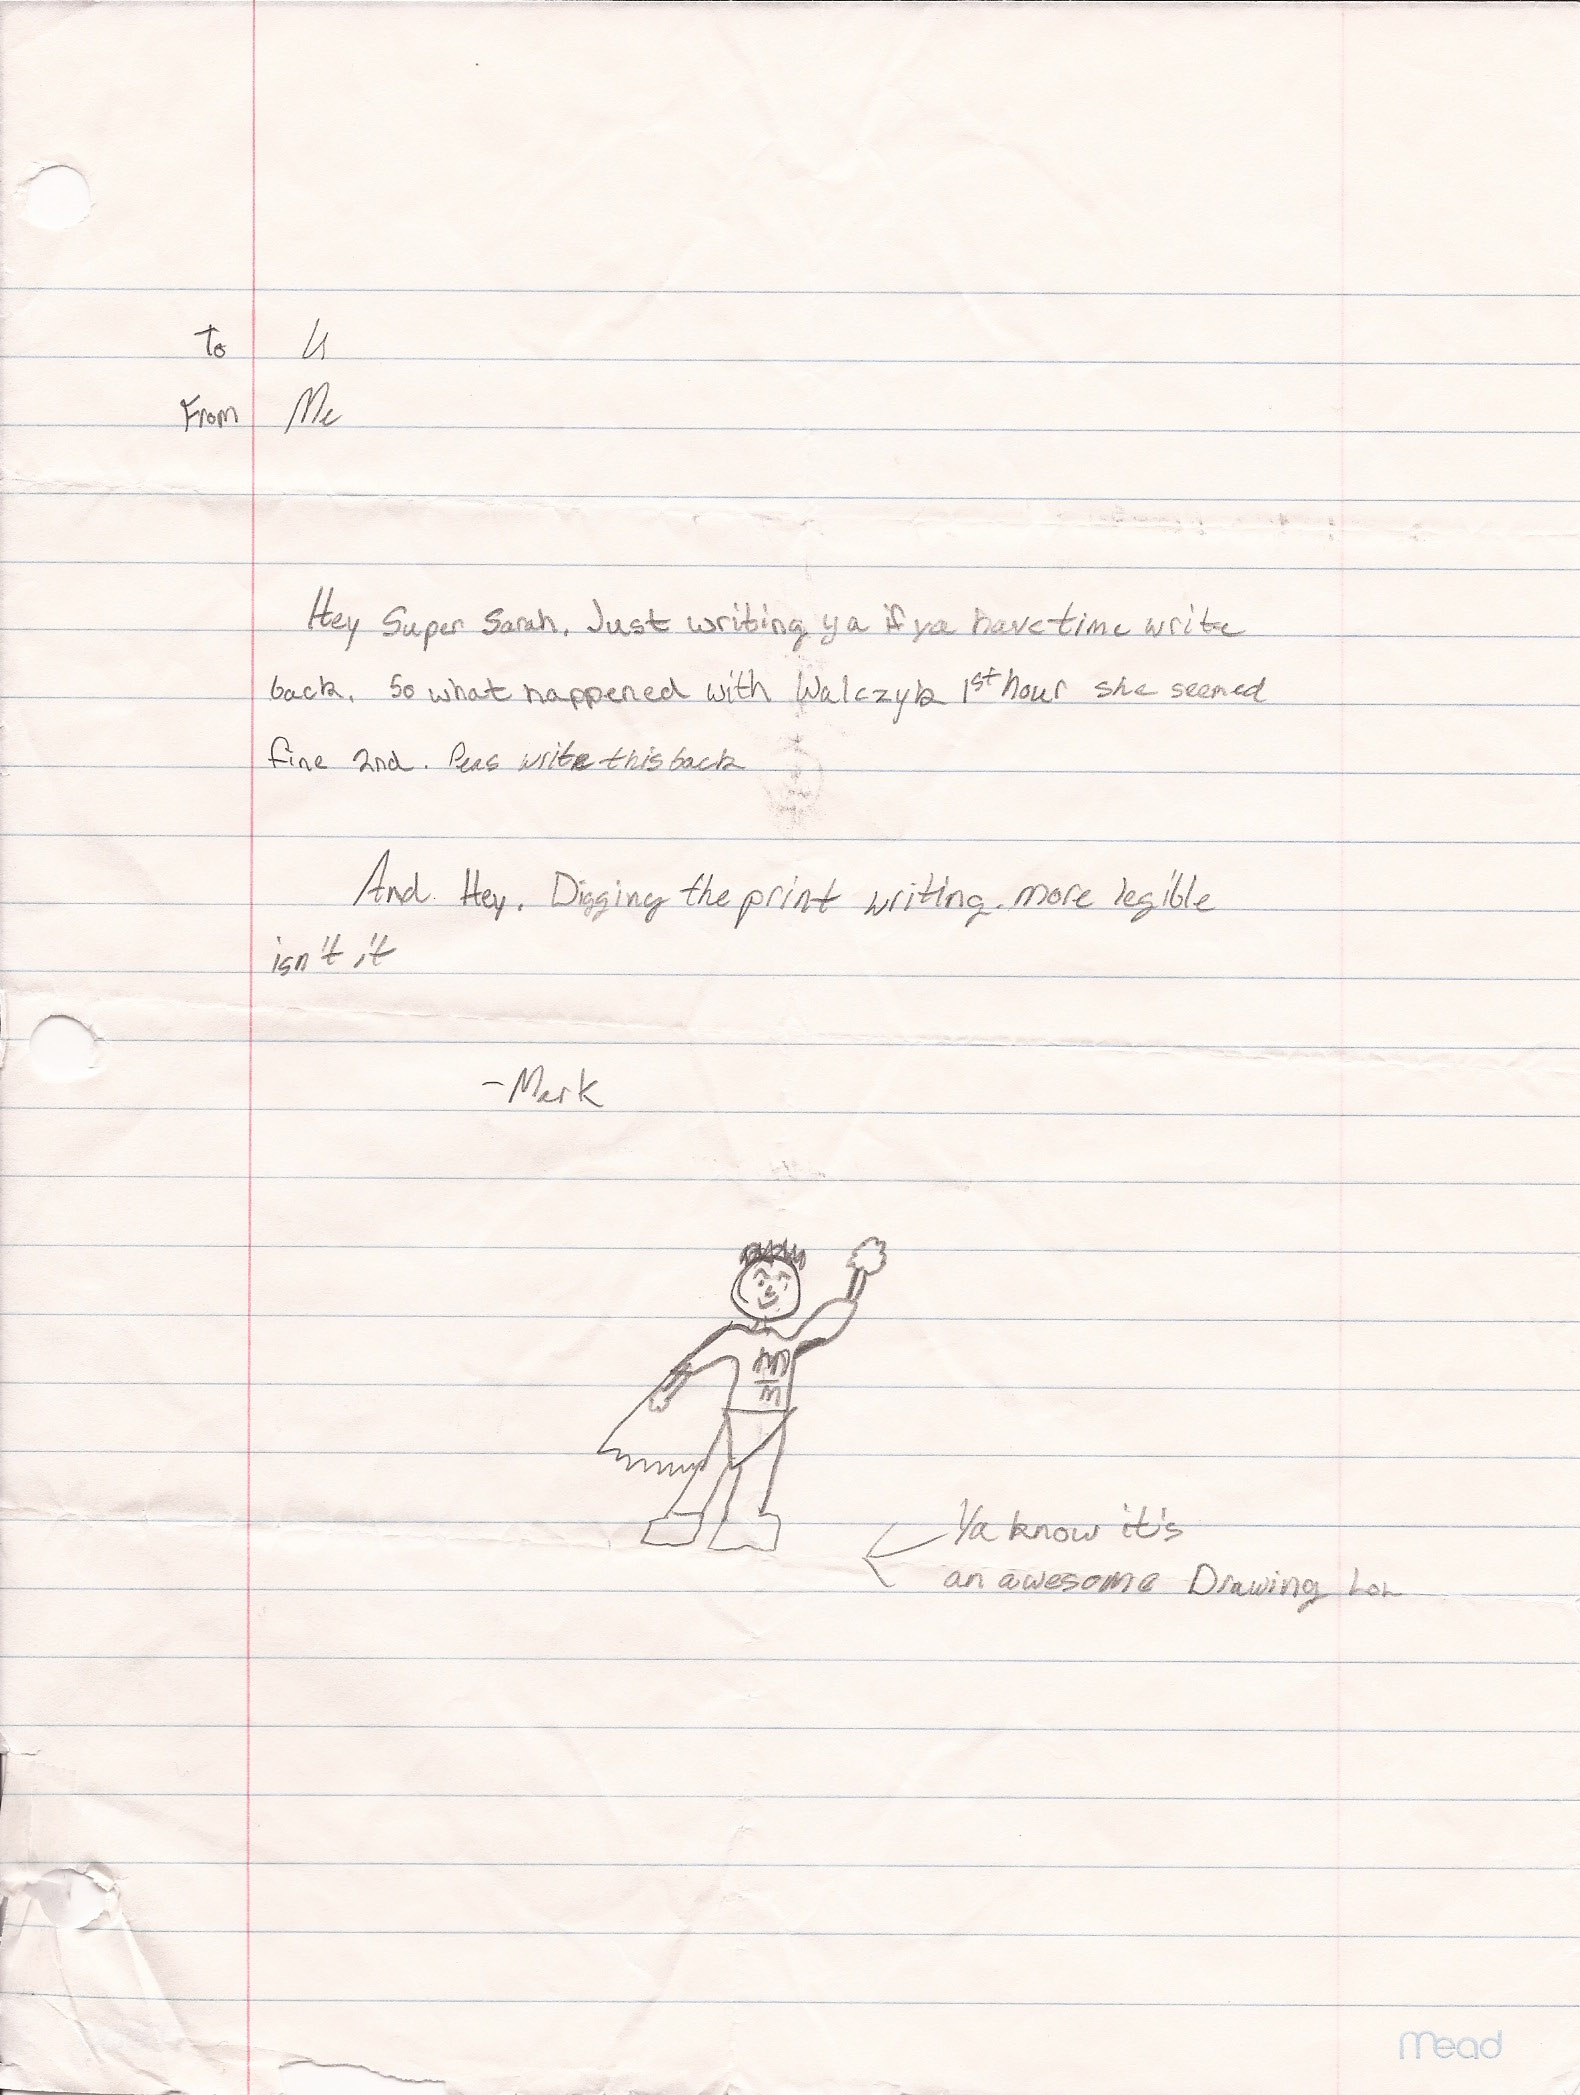 To U
From Me
Hey Super Sarah. Just writing ya if ya have time write
back. So what happened with Walczyk 1st hour she seemed
fine 2nd. Peas write this back
And Hey. Digging the print writing. more legible
isn't it
-Mark
M
M
Ya know it's
an awesome Drawing Lol
Mead